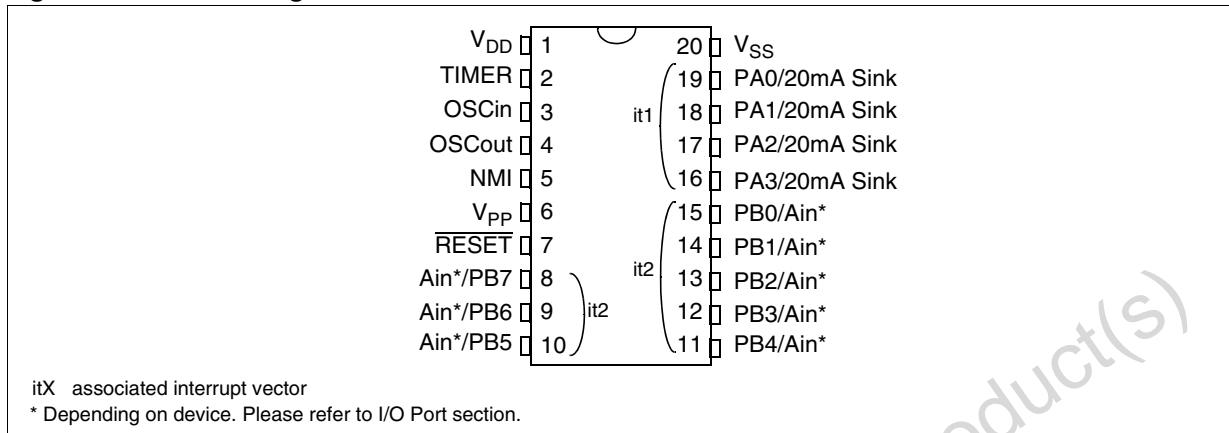 V_DD 1 20 V_SS
TIMER 2 19 PA0/20mA Sink
OSCin 3 it1 18 PA1/20mA Sink
OSCout 4 17 PA2/20mA Sink
NMI 5 16 PA3/20mA Sink
V_PP 6 15 PB0/Ain*
RESET 7 14 PB1/Ain*
Ain*/PB7 8 it2 13 PB2/Ain*
Ain*/PB6 9 it2 12 PB3/Ain*
Ain*/PB5 10 11 PB4/Ain*
itX associated interrupt vector
* Depending on device. Please refer to I/O Port section.